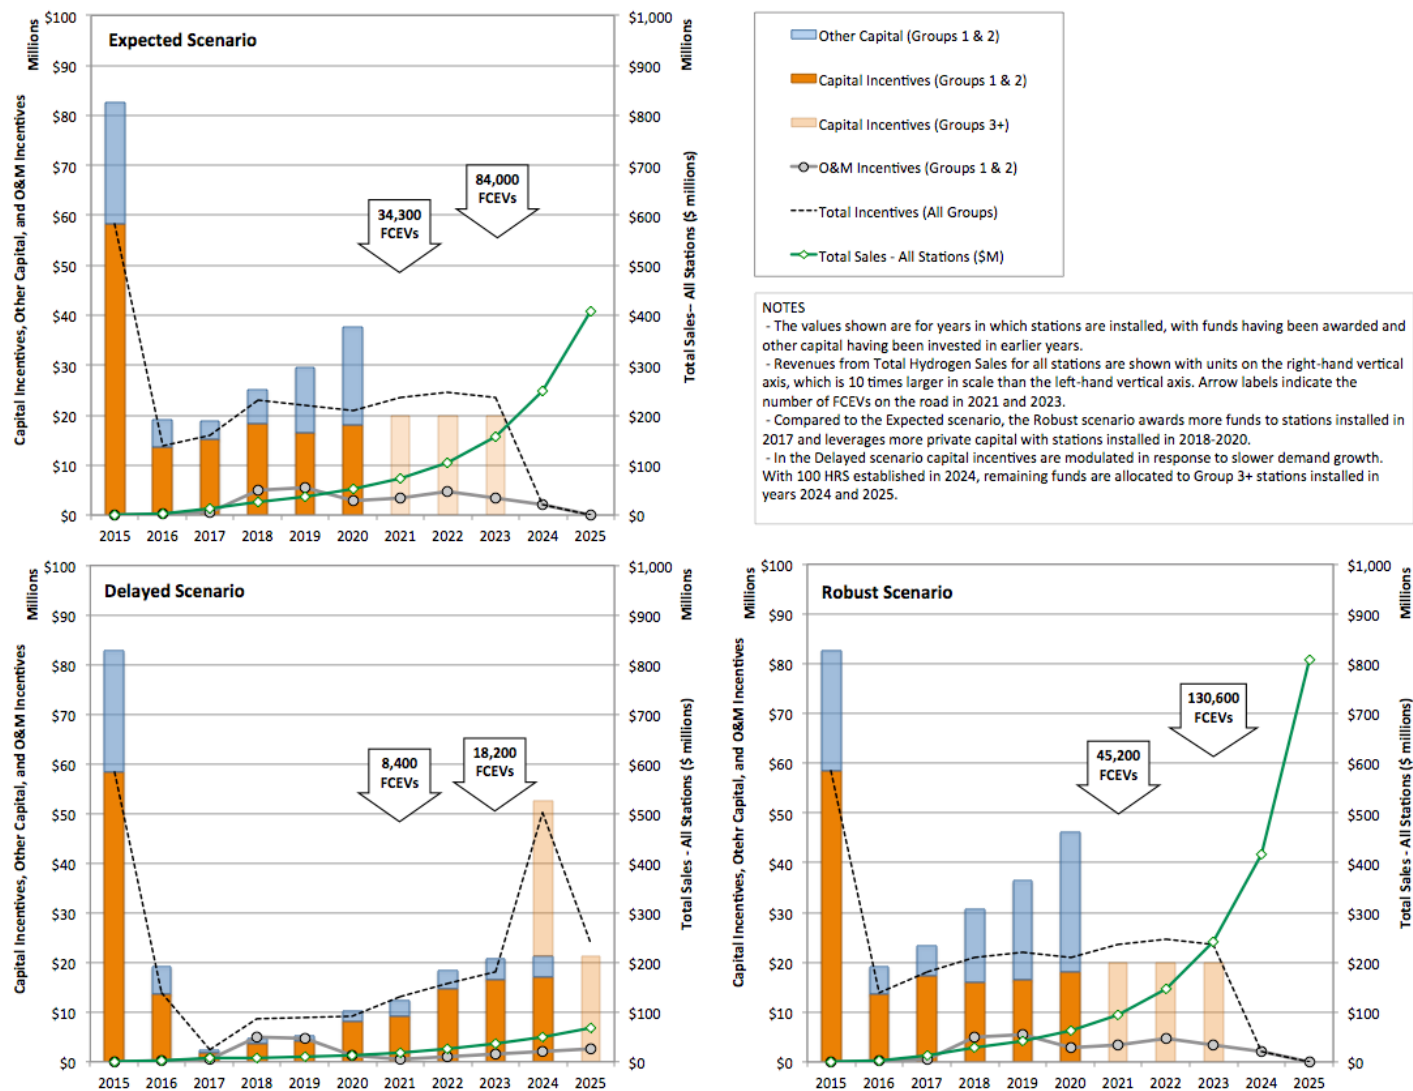 Expected Scenario
Millions
Capital Incentives, Other Capital, and O&M Incentives
$100
$90
$80
$70
$60
$50
$40
$30
$20
$10
$0
34,300
FCEVs
84,000
FCEVs
2015 2016 2017 2018 2019 2020 2021 2022 2023 2024 2025
$1,000
$900
$800
$700
$600
$500
$400
$300
$200
$100
$0
Millions
Total Sales– All Stations ($ millions)
Other Capital (Groups 1 & 2)
Capital Incentives (Groups 1 & 2)
Capital Incentives (Groups 3+)
O&M Incentives (Groups 1 & 2)
Total Incentives (All Groups)
Total Sales - All Stations ($M)
NOTES
- The values shown are for years in which stations are installed, with funds having been awarded and
other capital having been invested in earlier years.
- Revenues from Total Hydrogen Sales for all stations are shown with units on the right-hand vertical
axis, which is 10 times larger in scale than the left-hand vertical axis. Arrow labels indicate the
number of FCEVs on the road in 2021 and 2023.
- Compared to the Expected scenario, the Robust scenario awards more funds to stations installed in
2017 and leverages more private capital with stations installed in 2018-2020.
- In the Delayed scenario capital incentives are modulated in response to slower demand growth.
With 100 HRS established in 2024, remaining funds are allocated to Group 3+ stations installed in
years 2024 and 2025.
Delayed Scenario
Millions
Capital Incentives, Other Capital, and O&M Incentives
$100
$90
$80
$70
$60
$50
$40
$30
$20
$10
$0
8,400
FCEVs
18,200
FCEVs
2015 2016 2017 2018 2019 2020 2021 2022 2023 2024 2025
$1,000
$900
$800
$700
$600
$500
$400
$300
$200
$100
$0
Millions
Total Sales - All Stations ($ millions)
Robust Scenario
Millions
Capital Incentives, Otehr Capital, and O&M Incentives
$100
$90
$80
$70
$60
$50
$40
$30
$20
$10
$0
45,200
FCEVs
130,600
FCEVs
2015 2016 2017 2018 2019 2020 2021 2022 2023 2024 2025
$1,000
$900
$800
$700
$600
$500
$400
$300
$200
$100
$0
Millions
Total Sales - All Stations ($ millions)